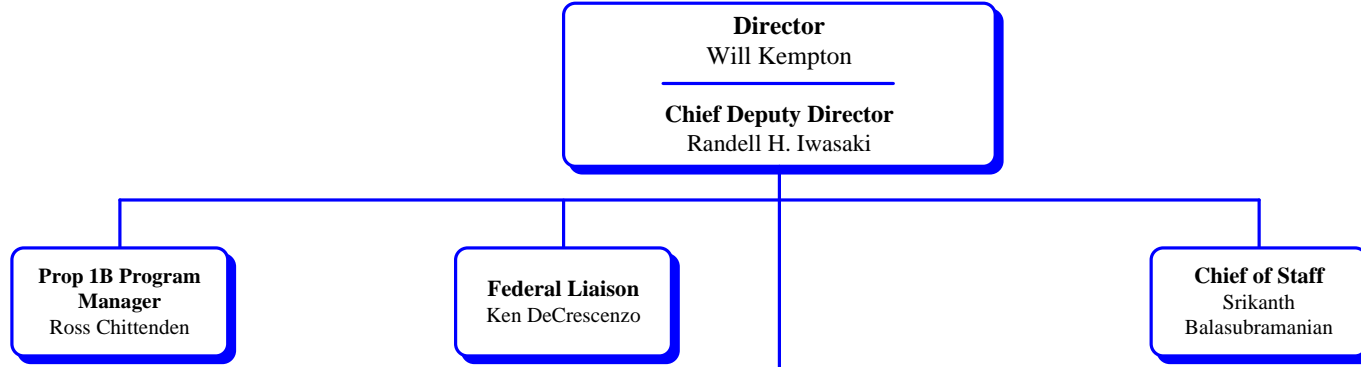 Director
Will Kempton
Chief Deputy Director
Randell H. Iwasaki
Prop 1B Program
Manager
Ross Chittenden
Federal Liaison
Ken DeCrescenzo
Chief of Staff
Srikanth
Balasubramanian